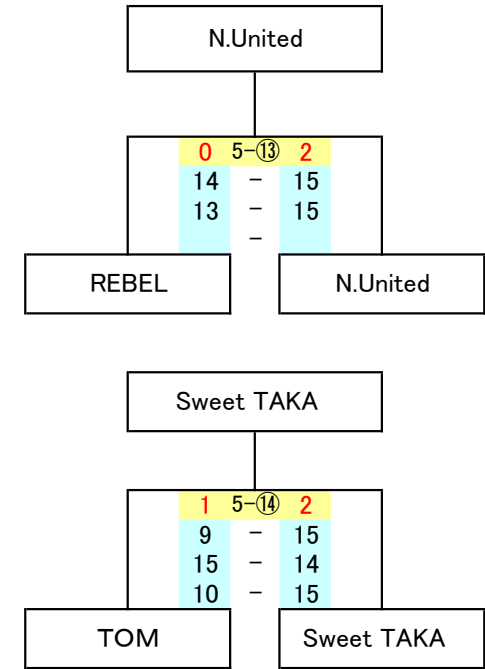 N.United
0 5-⑬ 2
14 - 15
13 - 15
-
REBEL N.United
Sweet TAKA
1 5-⑭ 2
9 - 15
15 - 14
10 - 15
TOM Sweet TAKA